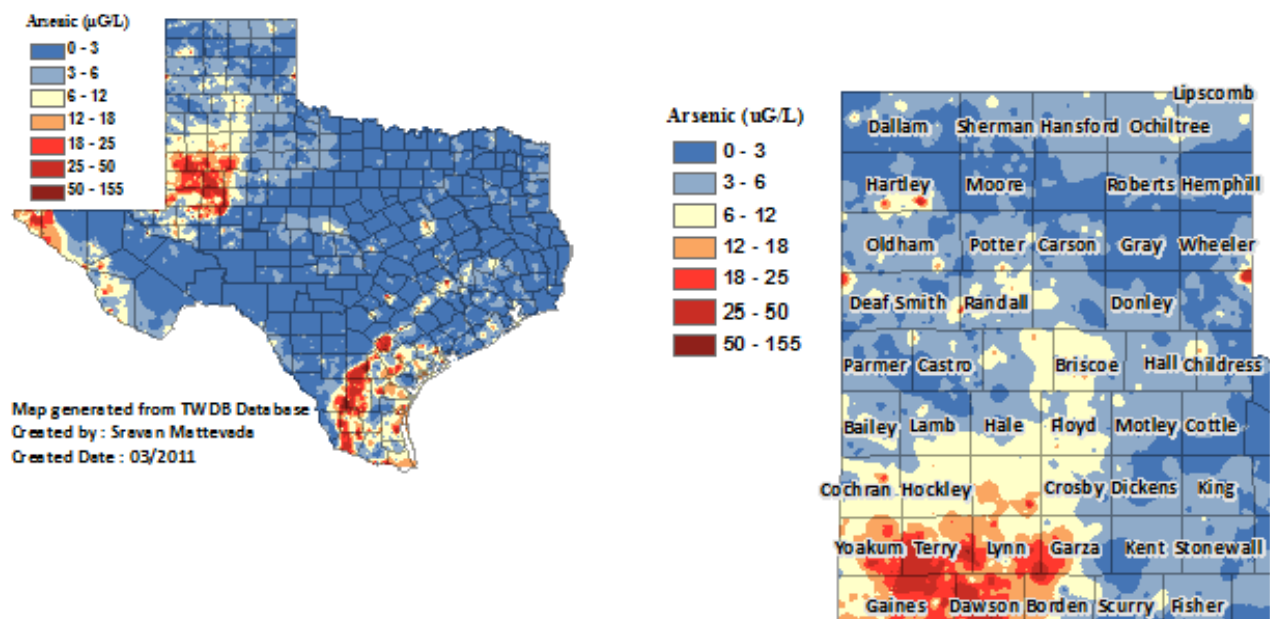 Arsenic (µG/L)
0 - 3
3 - 6
6 - 12
12 - 18
18 - 25
25 - 50
50 - 155
Map generated from TWDB Database
Created by : Sravan Mattevada
Created Date : 03/2011
Arsenic (uG/L)
0 - 3
3 - 6
6 - 12
12 - 18
18 - 25
25 - 50
50 - 155
Lipscomb
Dallam Sherman Hansford Ochiltree
Hartley Moore Roberts Hemphill
Oldham Potter Carson Gray Wheeler
Deaf Smith Randall Donley
Parmer Castro Briscoe Hall Childress
Bailey Lamb Hale Floyd Motley Cottle
Cochran Hockley Crosby Dickens King
Yoakum Terry Lynn Garza Kent Stonewall
Gaines Dawson Borden Scurry Fisher